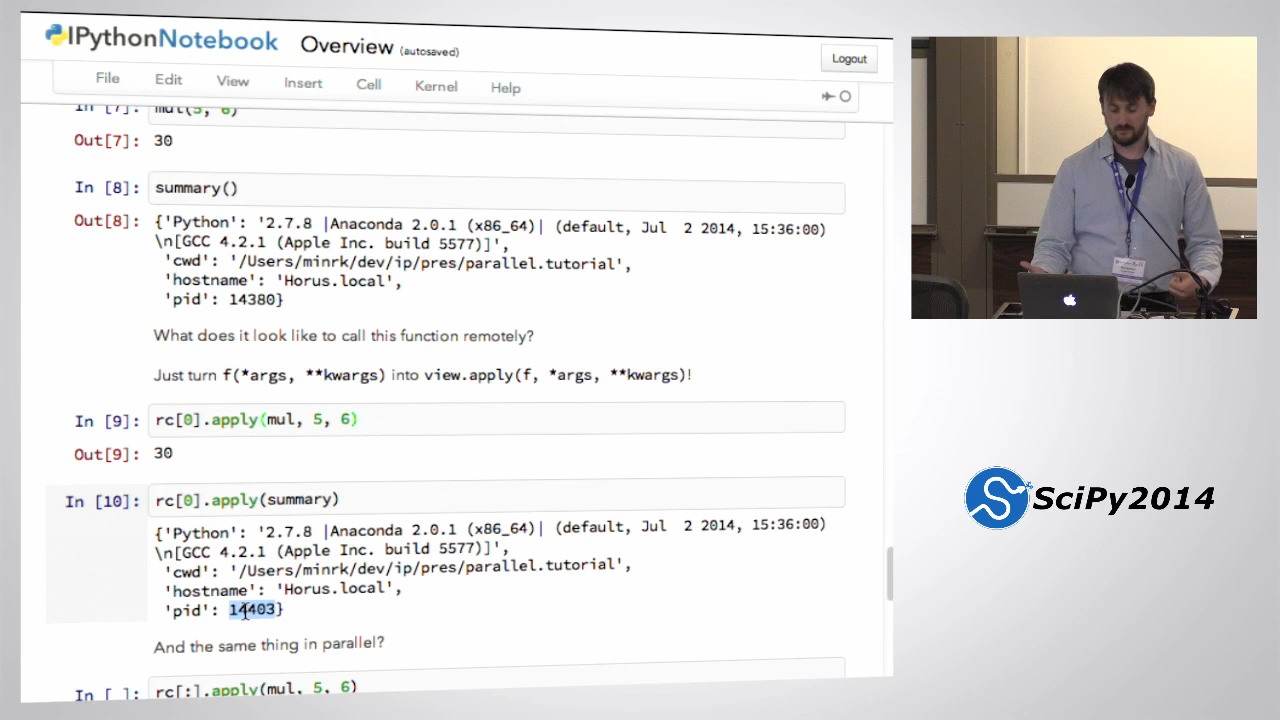 IPythonNotebook Overview (autosaved)
Logout
File Edit View Insert Cell Kernel Help
In [7]: mul(5, 6)
Out[7]: 30
In [8]: summary()
Out[8]: {'Python': '2.7.8 |Anaconda 2.0.1 (x86_64)| (default, Jul  2 2014, 15:36:00)
\n[GCC 4.2.1 (Apple Inc. build 5577)]',
'cwd': '/Users/minrk/dev/ip/pres/parallel.tutorial',
'hostname': 'Horus.local',
'pid': 14380}
What does it look like to call this function remotely?
Just turn f(*args, **kwargs) into view.apply(f, *args, **kwargs)!
In [9]: rc[0].apply(mul, 5, 6)
Out[9]: 30
In [10]: rc[0].apply(summary)
{'Python': '2.7.8 |Anaconda 2.0.1 (x86_64)| (default, Jul  2 2014, 15:36:00)
\n[GCC 4.2.1 (Apple Inc. build 5577)]',
'cwd': '/Users/minrk/dev/ip/pres/parallel.tutorial',
'hostname': 'Horus.local',
'pid': 14403}
And the same thing in parallel?
In [ ]: rc[:].apply(mul, 5, 6)
SciPy2014